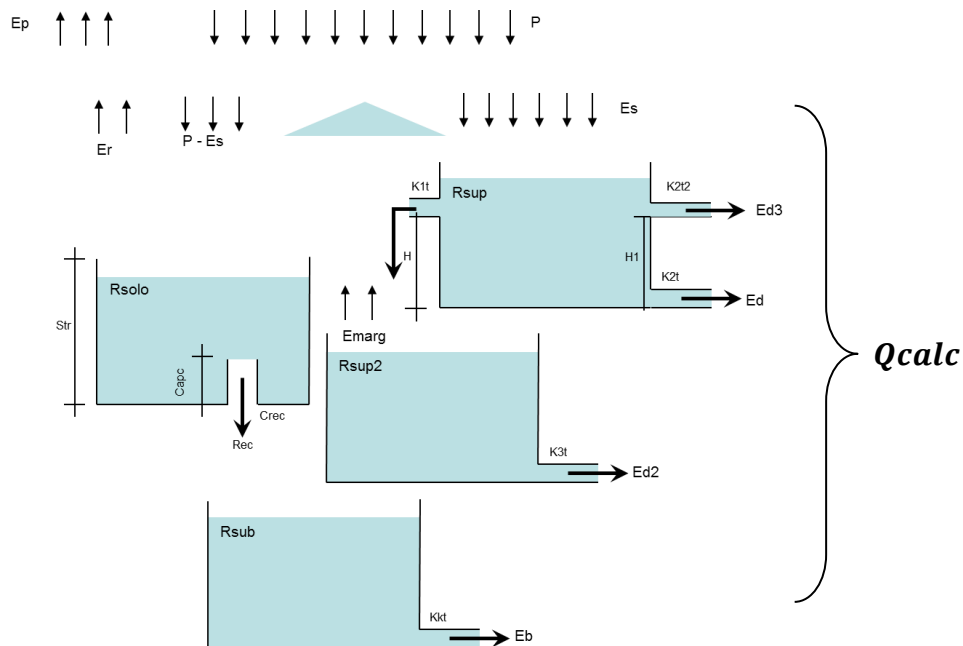 Ep
P
Er
P - Es
Es
K1t
Rsup
K2t2
Ed3
H
H1
K2t
Ed
Rsolo
Str
Capc
Crec
Rec
Emarg
Rsup2
K3t
Ed2
Rsub
Kkt
Eb
Qcalc